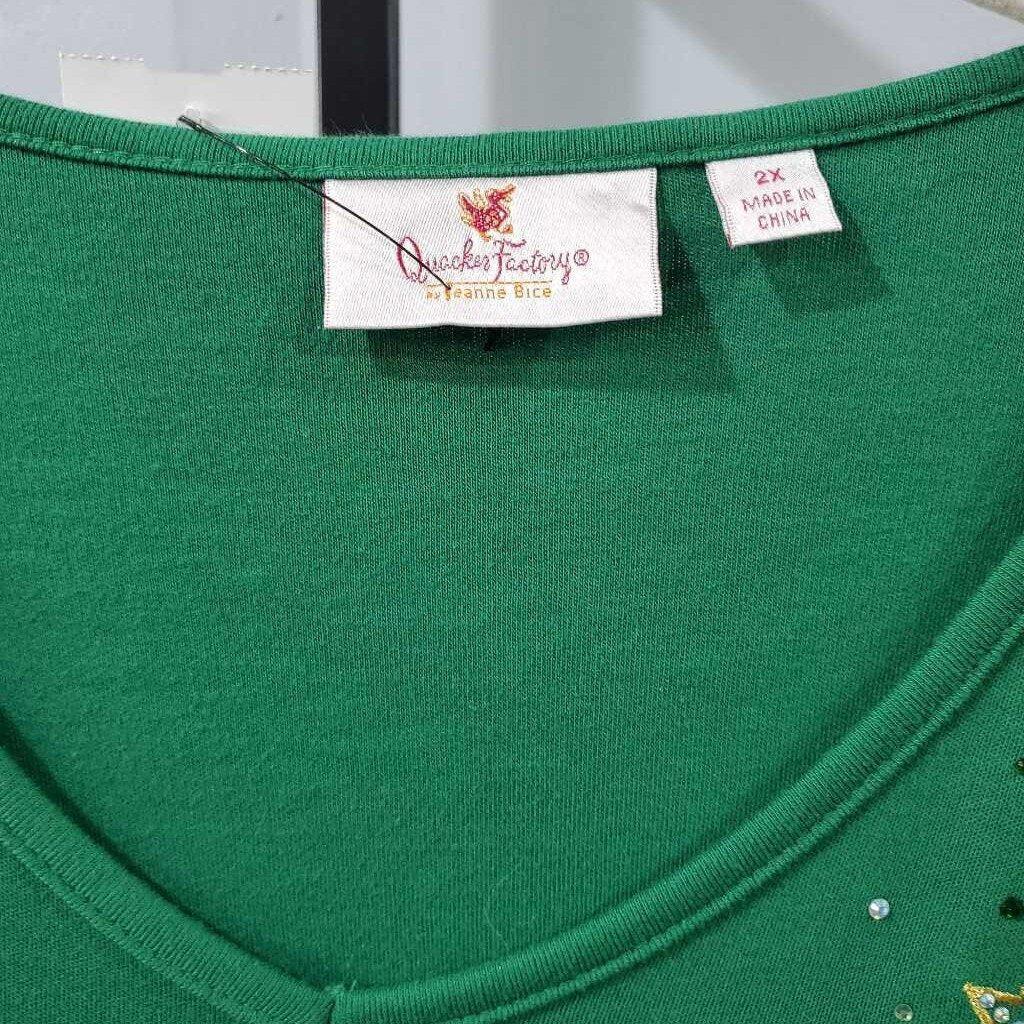 Quacker Factory®
by Jeanne Bice
2X
MADE IN
CHINA